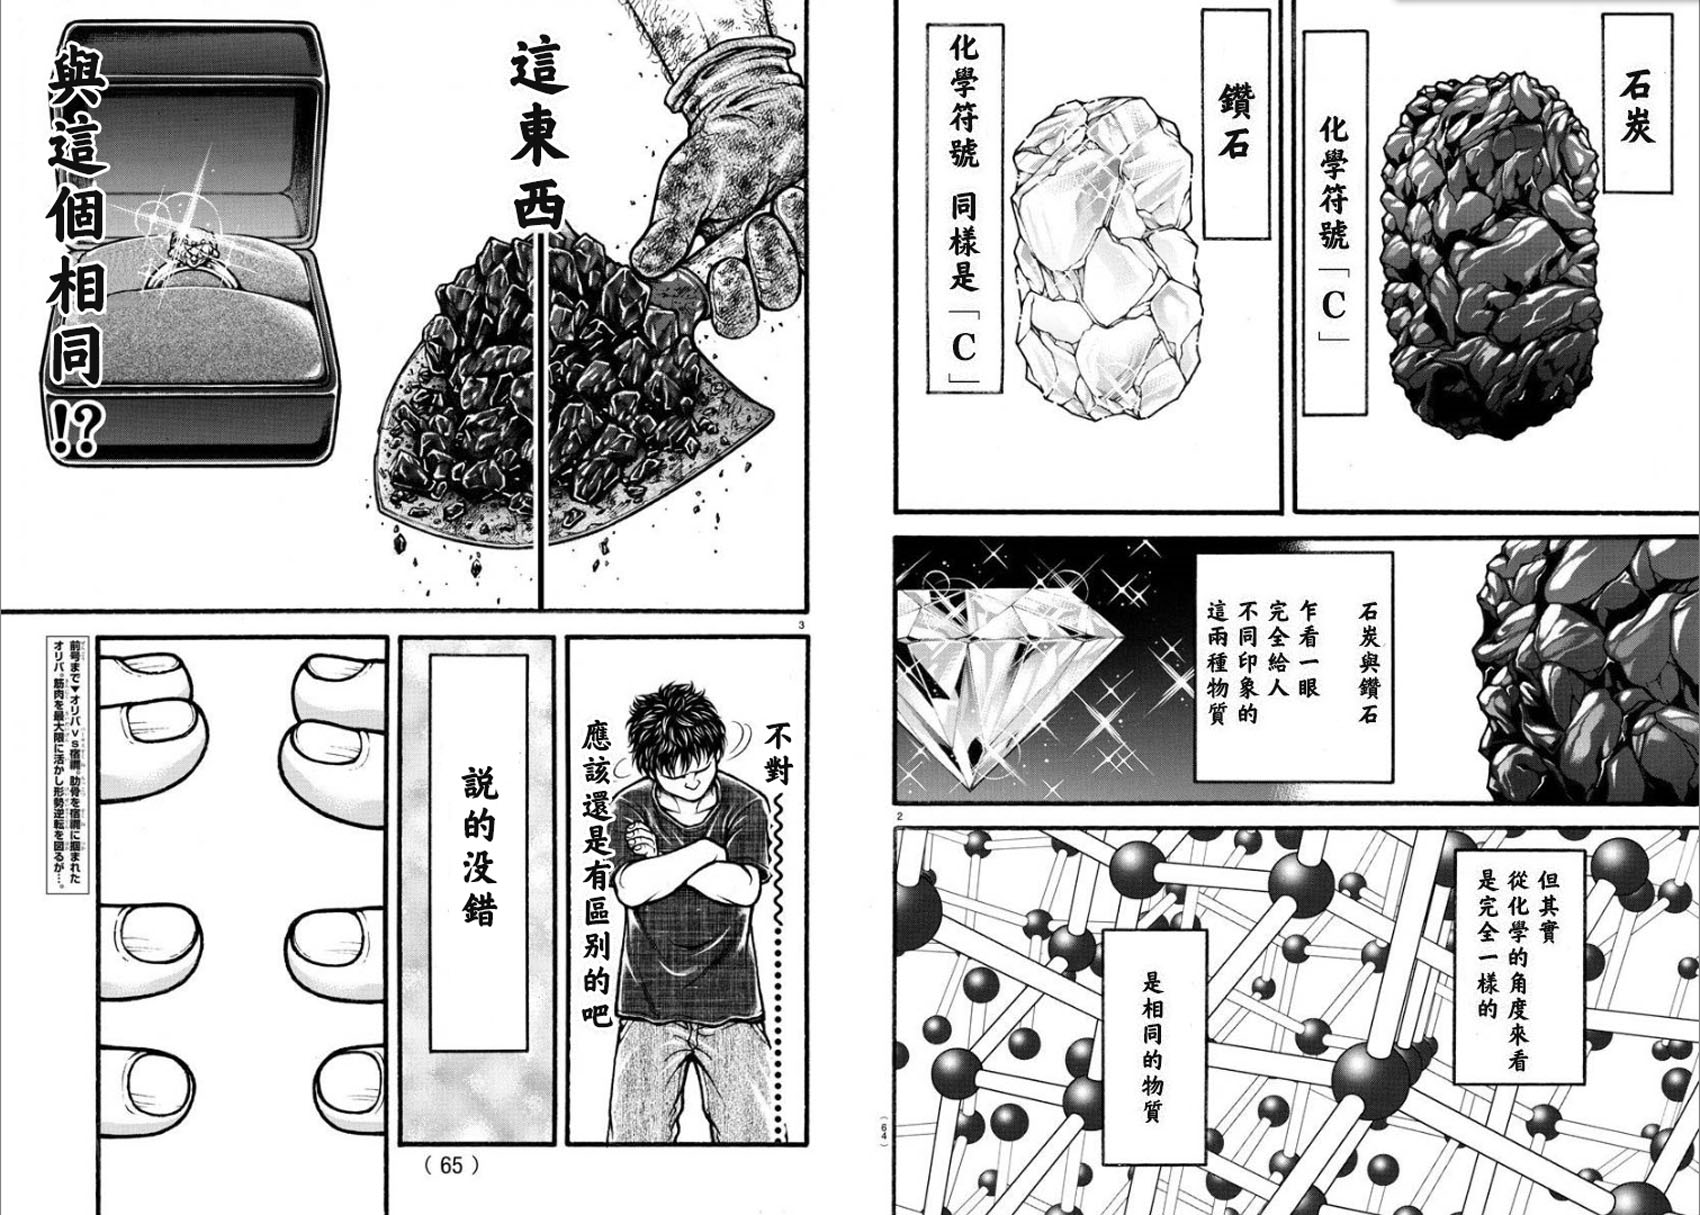 石炭
化學符號「C」
鑽石
化學符號 同樣是「C」
石炭與鑽石
乍看一眼
完全給人
不同印象的
這兩種物質
2
但其實
從化學的角度來看
是完全一樣的
是相同的物質
(64)
這東西
與這個相同!?
3
不對
應該還是有區別的吧
説的没錯
前号まで▼オリバvs宿禰。肋骨を宿禰に掴まれた
オリバ。筋肉を最大限に活かし形勢逆転を図るが…。
(65)